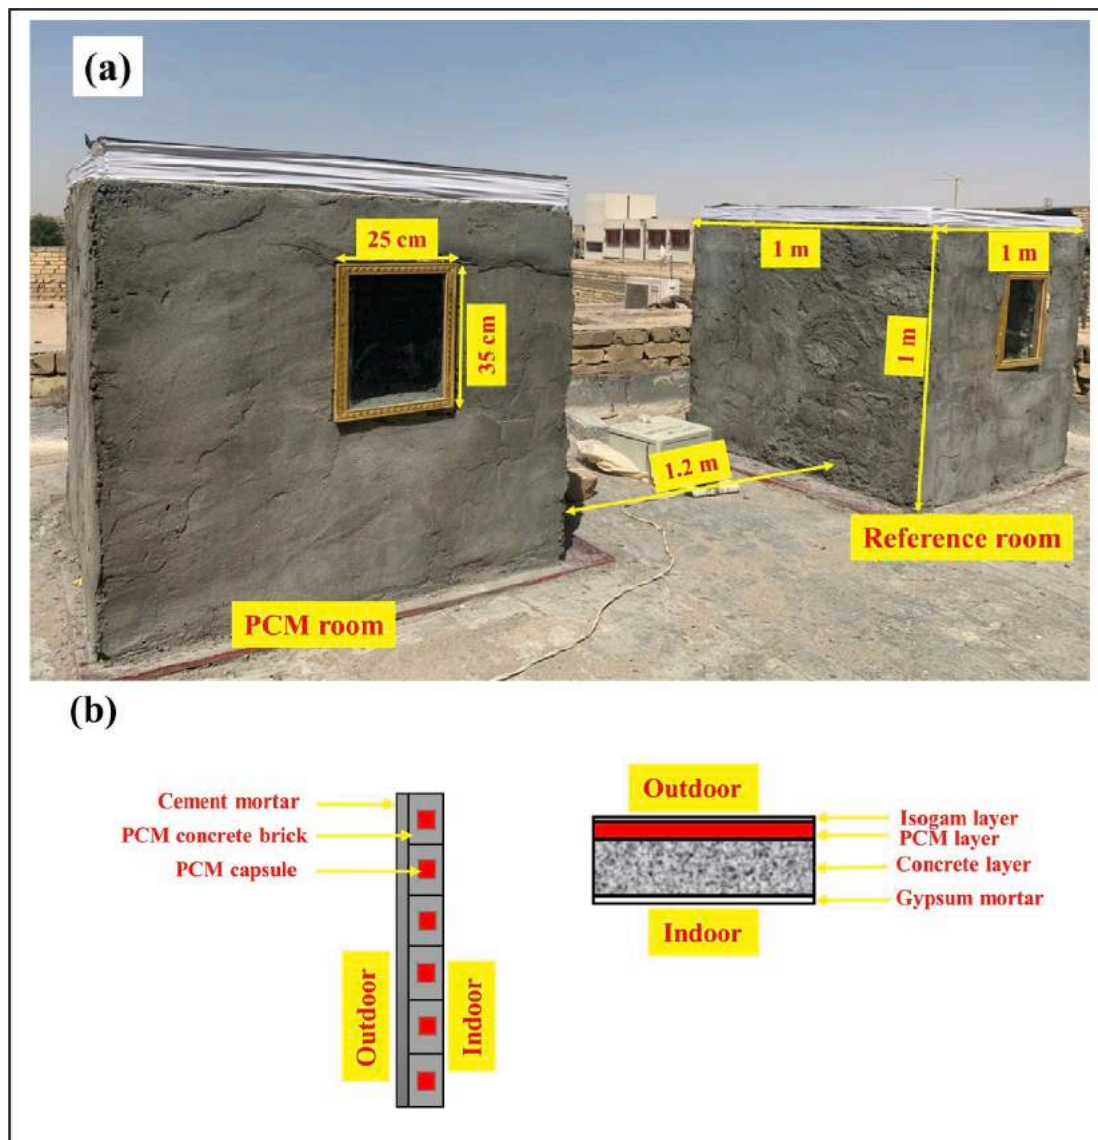 (a)
25 cm
35 cm
1 m
1 m
1 m
1.2 m
Reference room
PCM room
(b)
Cement mortar
PCM concrete brick
PCM capsule
Outdoor
Indoor
Outdoor
Isogam layer
PCM layer
Concrete layer
Gypsum mortar
Indoor